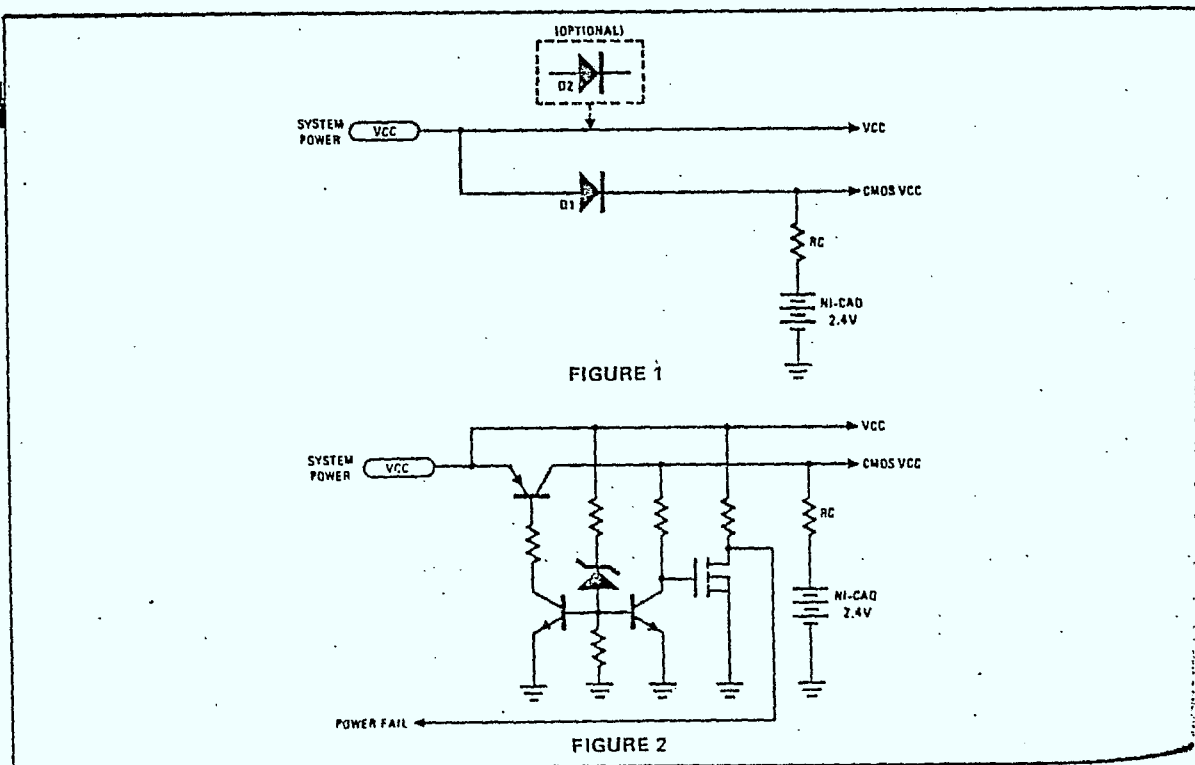 (OPTIONAL)
D2
SYSTEM
POWER
VCC
VCC
D1
CMOS VCC
RC
NI-CAD
2.4V
FIGURE 1
VCC
SYSTEM
POWER
VCC
CMOS VCC
RC
NI-CAD
2.4V
POWER FAIL
FIGURE 2